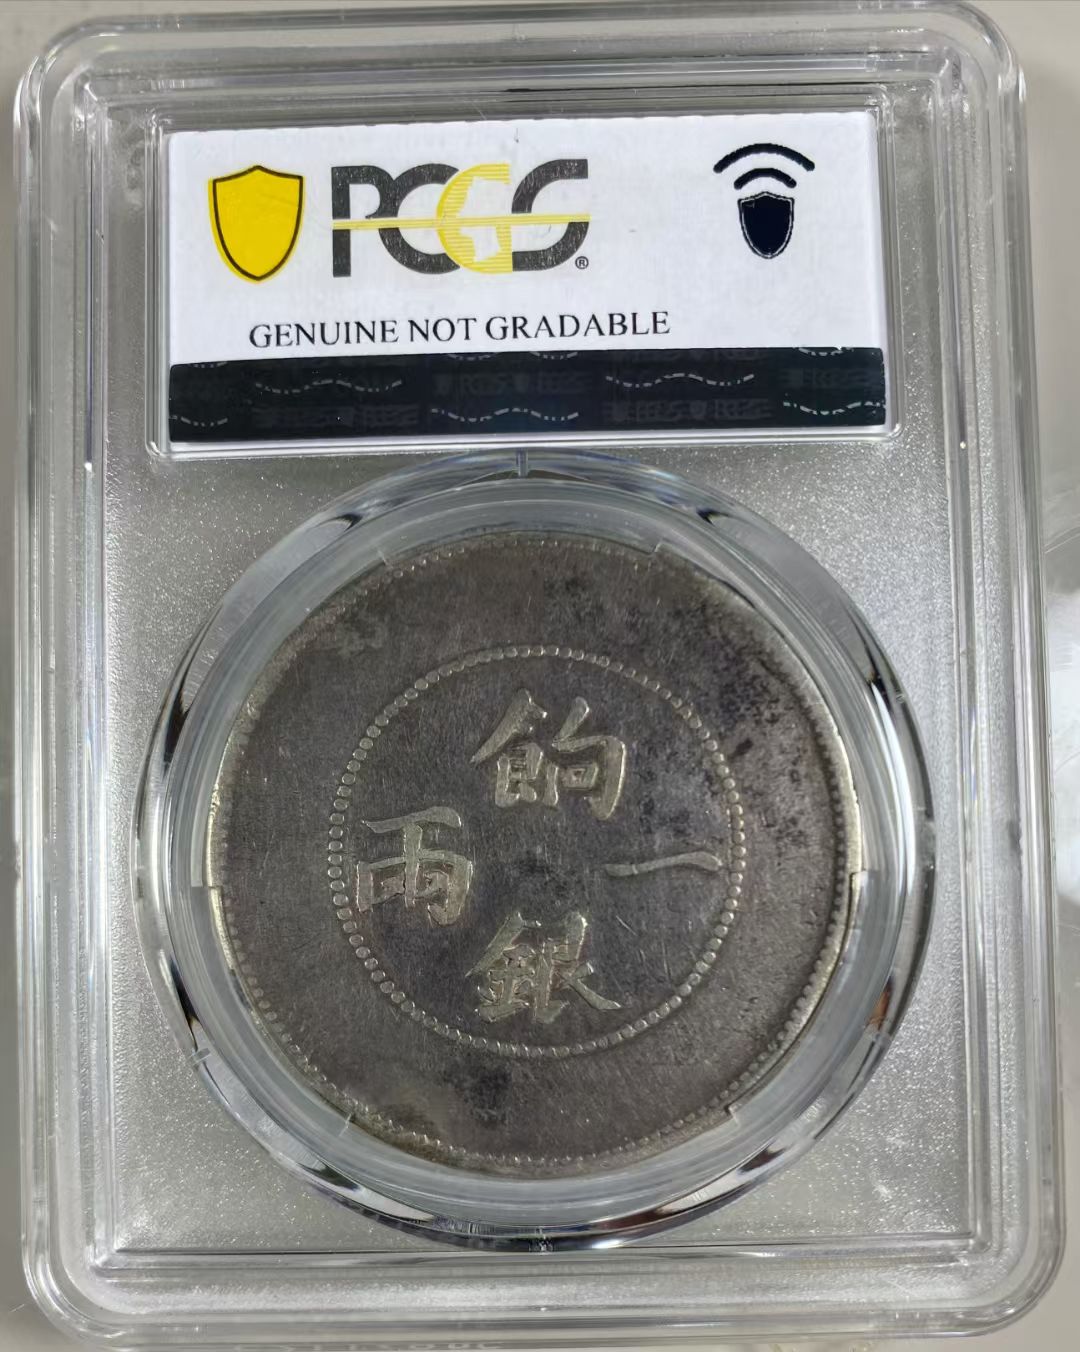 PCGS®
GENUINE NOT GRADABLE
餉
一
兩
銀